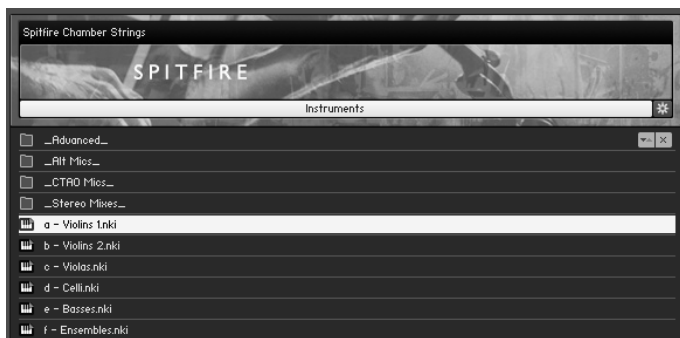 Spitfire Chamber Strings
SPITFIRE
Instruments
_Advanced_
_Alt Mics_
_CTAO Mics_
_Stereo Mixes_
a - Violins 1.nki
b - Violins 2.nki
c - Violas.nki
d - Celli.nki
e - Basses.nki
f - Ensembles.nki